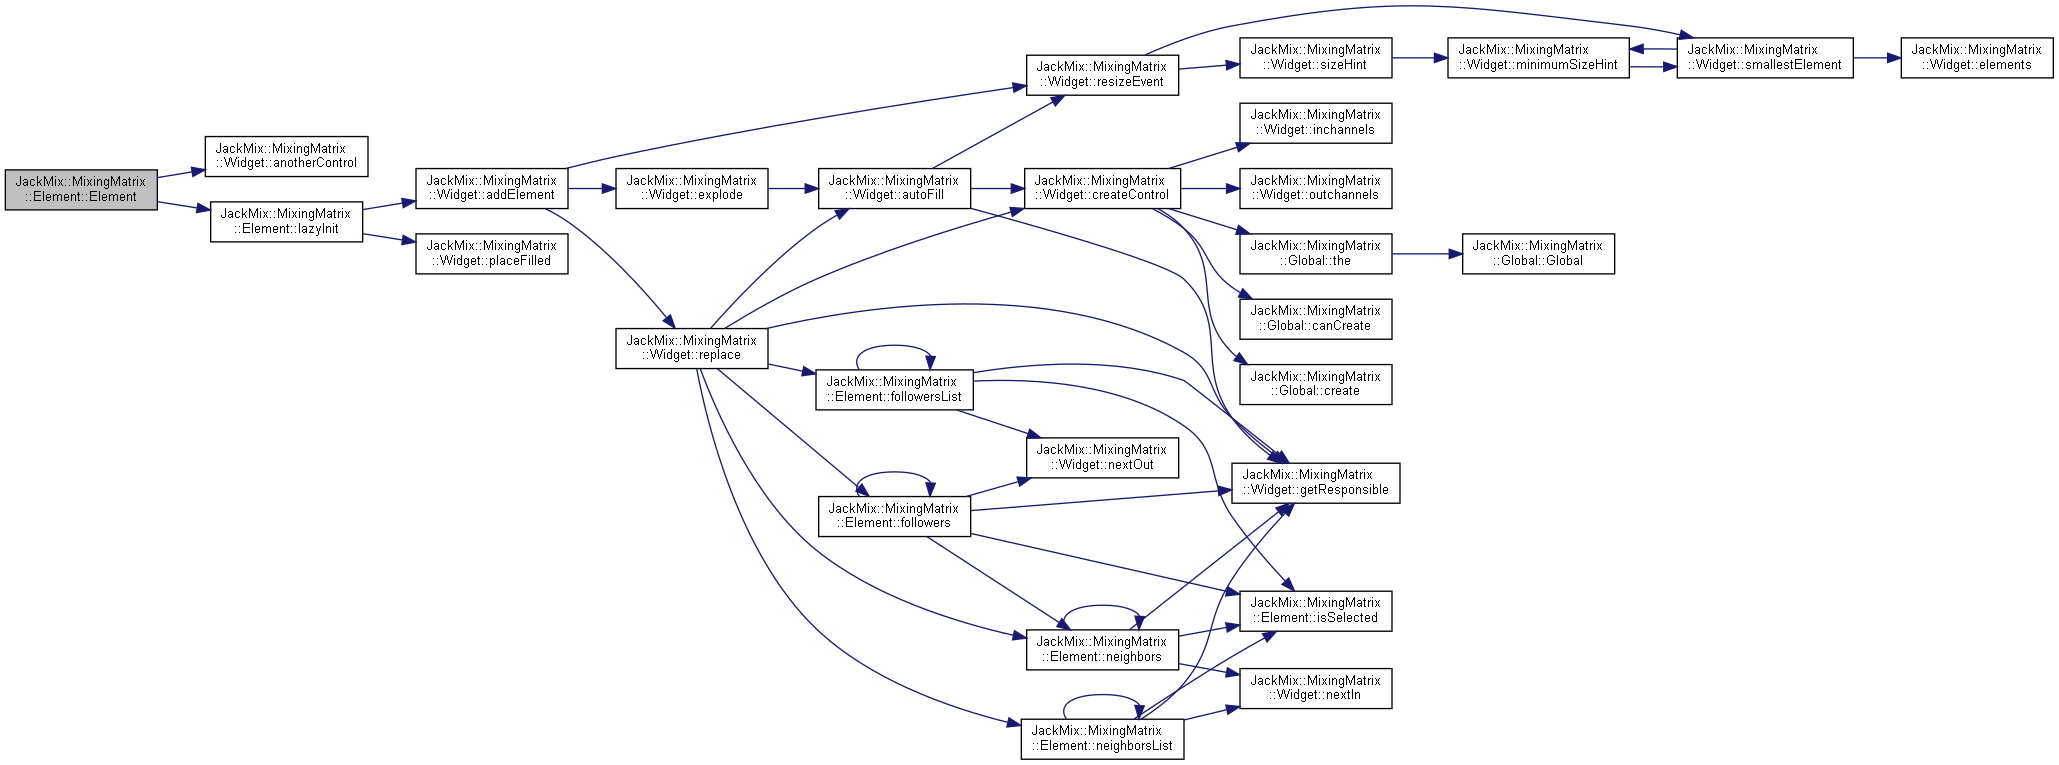 JackMix::MixingMatrix
::Element::Element
JackMix::MixingMatrix
::Widget::anotherControl
JackMix::MixingMatrix
::Element::lazyInit
JackMix::MixingMatrix
::Widget::addElement
JackMix::MixingMatrix
::Widget::placeFilled
JackMix::MixingMatrix
::Widget::explode
JackMix::MixingMatrix
::Widget::replace
JackMix::MixingMatrix
::Widget::autoFill
JackMix::MixingMatrix
::Element::followersList
JackMix::MixingMatrix
::Element::followers
JackMix::MixingMatrix
::Widget::resizeEvent
JackMix::MixingMatrix
::Widget::createControl
JackMix::MixingMatrix
::Widget::nextOut
JackMix::MixingMatrix
::Element::neighbors
JackMix::MixingMatrix
::Element::neighborsList
JackMix::MixingMatrix
::Widget::sizeHint
JackMix::MixingMatrix
::Widget::inchannels
JackMix::MixingMatrix
::Widget::outchannels
JackMix::MixingMatrix
::Global::the
JackMix::MixingMatrix
::Global::canCreate
JackMix::MixingMatrix
::Global::create
JackMix::MixingMatrix
::Widget::getResponsible
JackMix::MixingMatrix
::Element::isSelected
JackMix::MixingMatrix
::Widget::nextIn
JackMix::MixingMatrix
::Widget::minimumSizeHint
JackMix::MixingMatrix
::Global::Global
JackMix::MixingMatrix
::Widget::smallestElement
JackMix::MixingMatrix
::Widget::elements